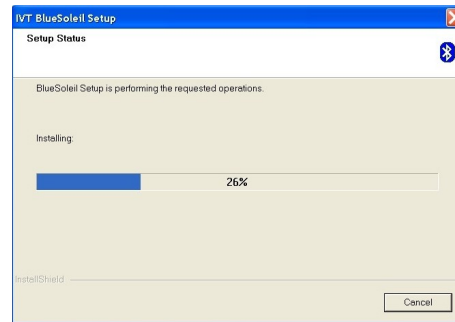 IVT BlueSoleil Setup
Setup Status
BlueSoleil Setup is performing the requested operations.
Installing:
26%
InstallShield
Cancel